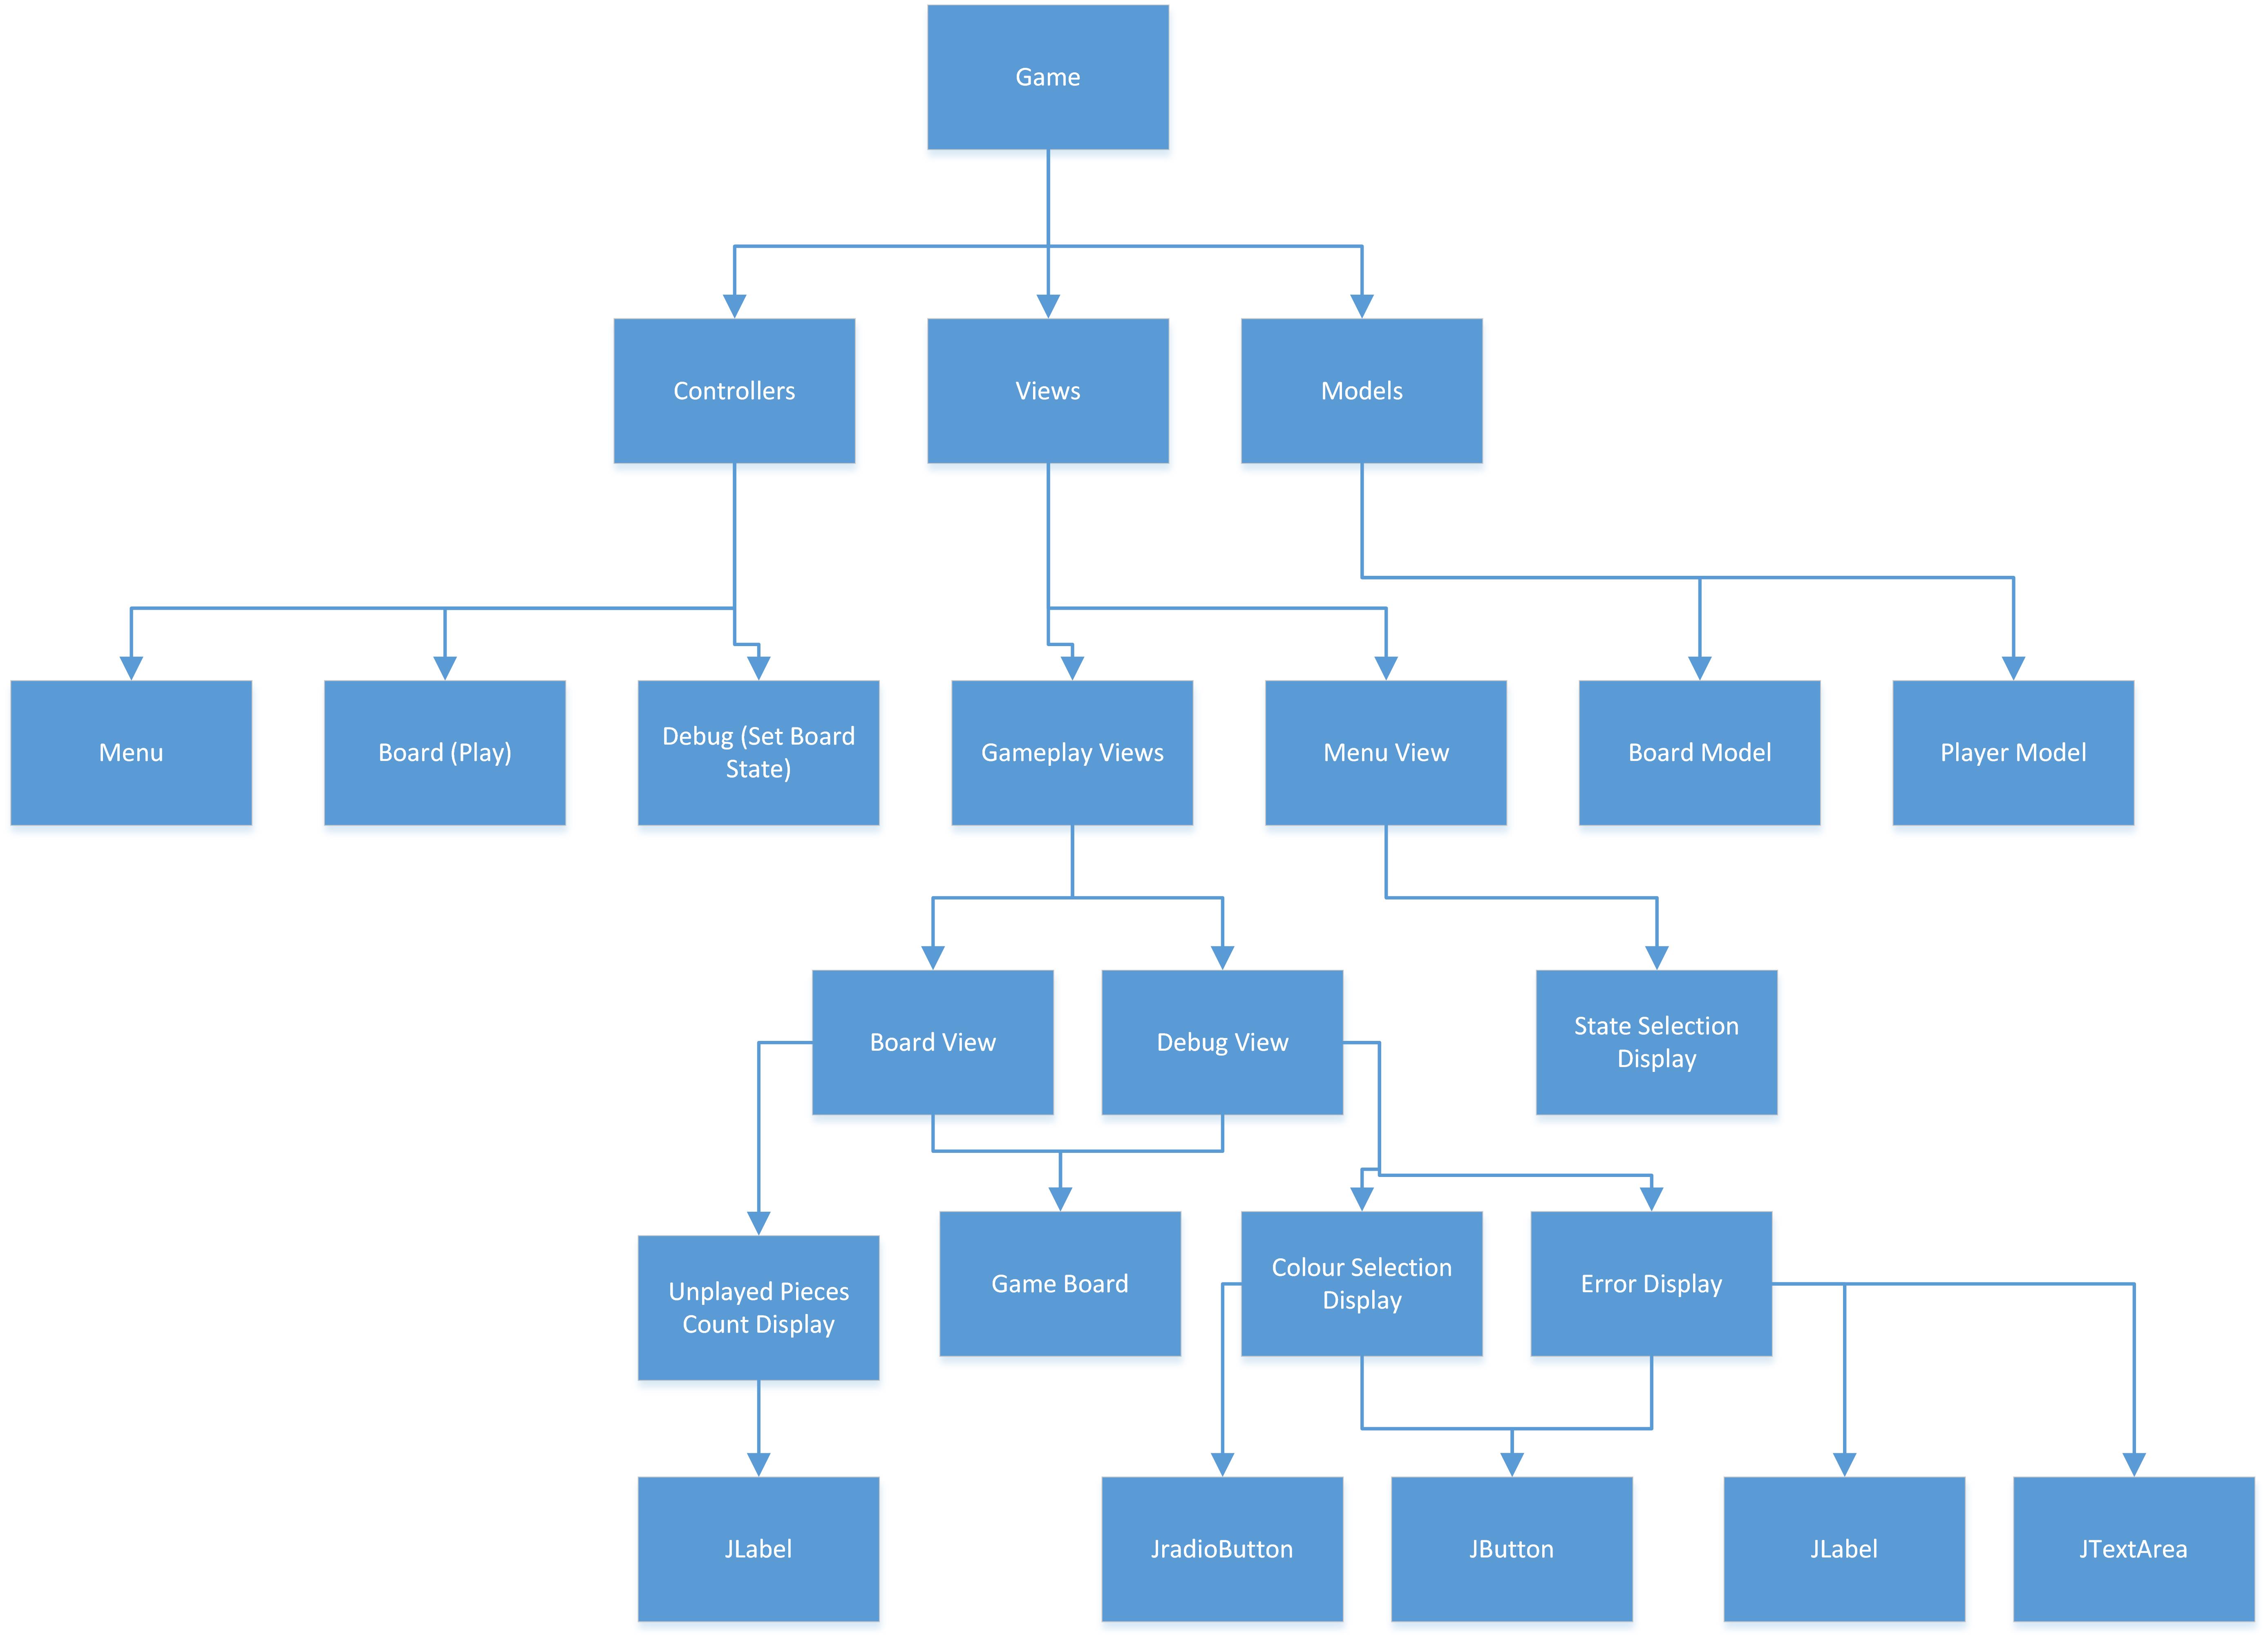 Game
Controllers
Views
Models
Menu
Board (Play)
Debug (Set Board
State)
Gameplay Views
Menu View
Board Model
Player Model
Board View
Debug View
State Selection
Display
Unplayed Pieces
Count Display
Game Board
Colour Selection
Display
Error Display
JLabel
JradioButton
JButton
JLabel
JTextArea